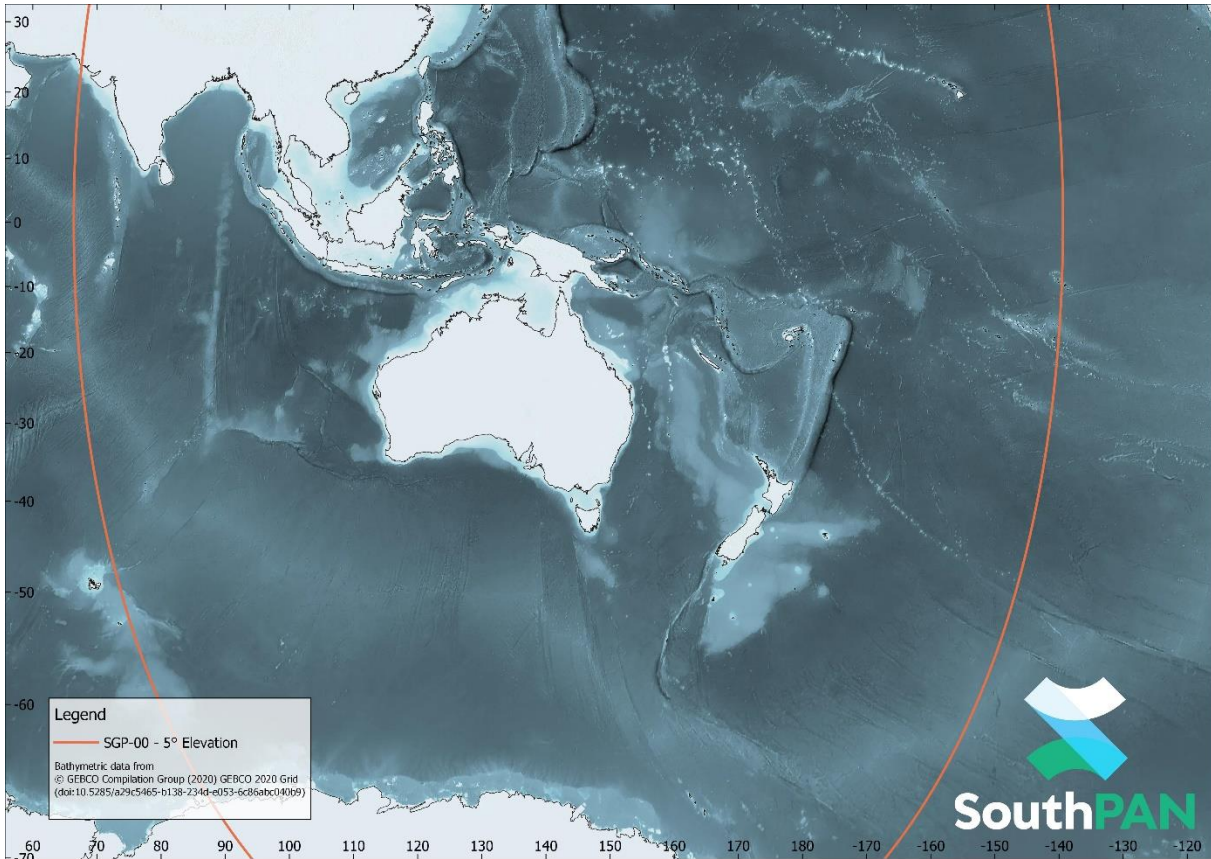 30
20
10
0
-10
-20
-30
-40
-50
-60
Legend
SGP-00 - 5° Elevation
Bathymetric data from
© GEBCO Compilation Group (2020) GEBCO 2020 Grid
(doi:10.5285/a29c5465-b138-234d-e053-6c86abc040b9)
SouthPAN
-70
60 70 80 90 100 110 120 130 140 150 160 170 180 -170 -160 -150 -140 -130 -120